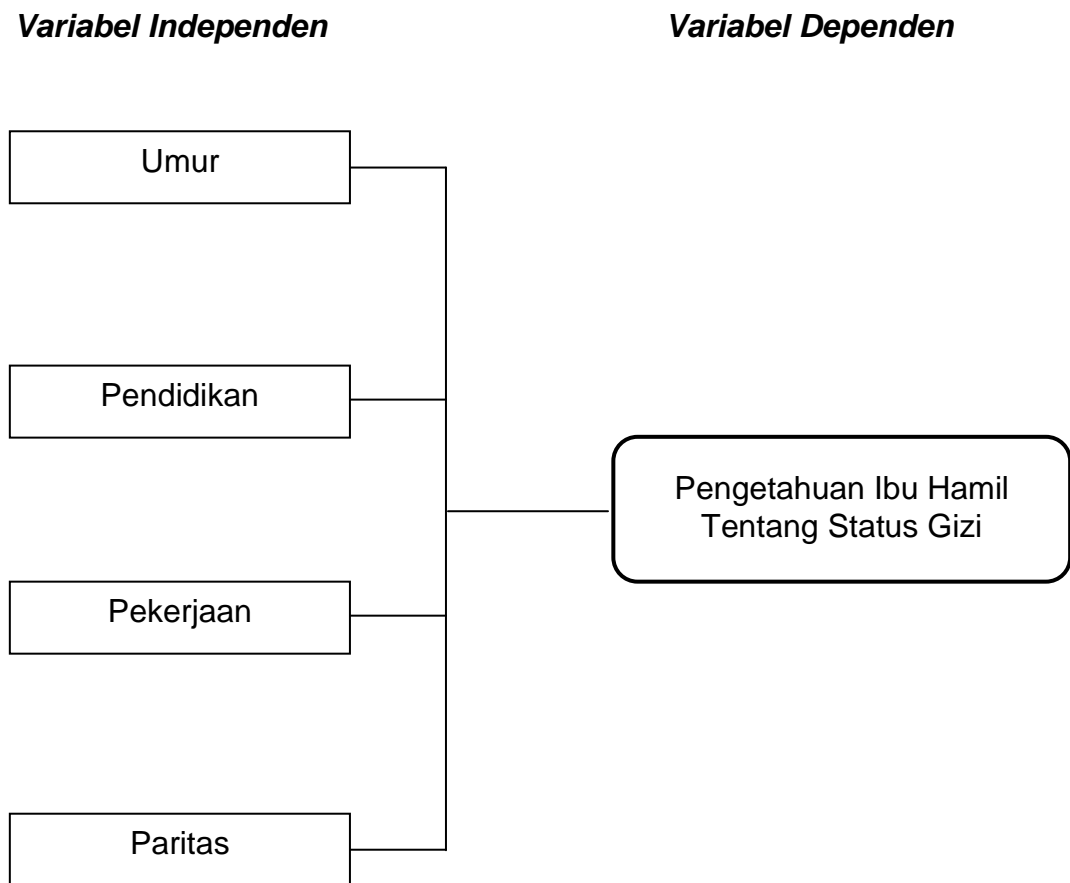 Variabel Independen
Variabel Dependen
Umur
Pendidikan
Pengetahuan Ibu Hamil
Tentang Status Gizi
Pekerjaan
Paritas